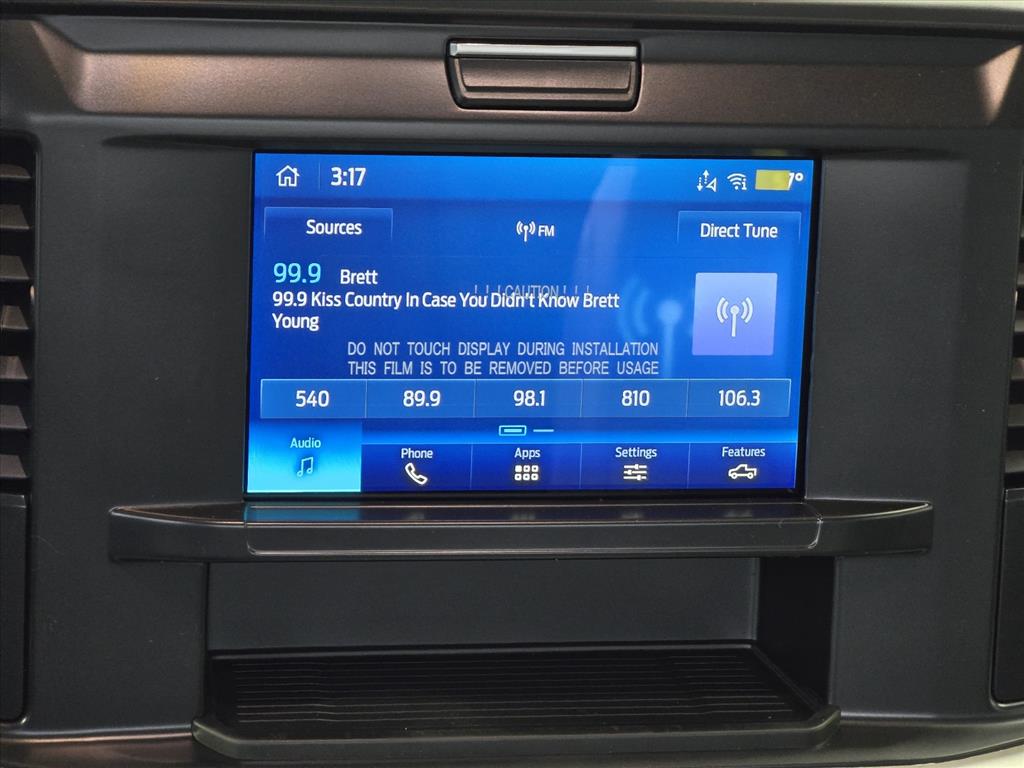 3:17
7°
Sources
FM
Direct Tune
99.9 Brett
! ! ! CAUTION ! ! !
99.9 Kiss Country In Case You Didn't Know Brett
Young
DO NOT TOUCH DISPLAY DURING INSTALLATION
THIS FILM IS TO BE REMOVED BEFORE USAGE
540 89.9 98.1 810 106.3
Audio Phone Apps Settings Features